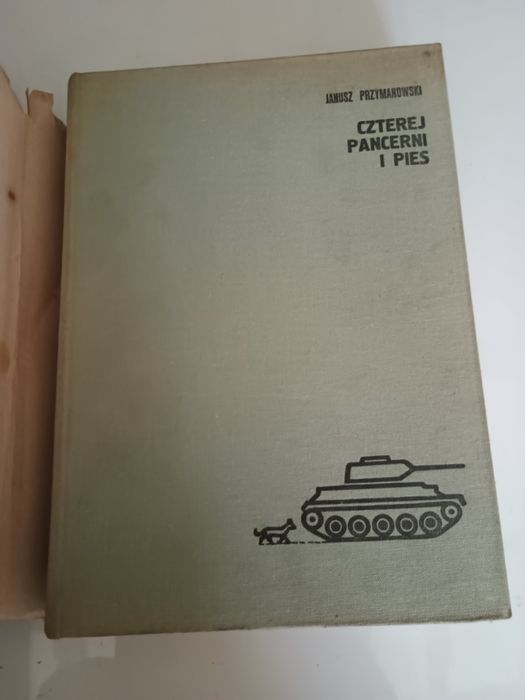 JANUSZ PRZYMANOWSKI
CZTEREJ
PANCERNI
I PIES